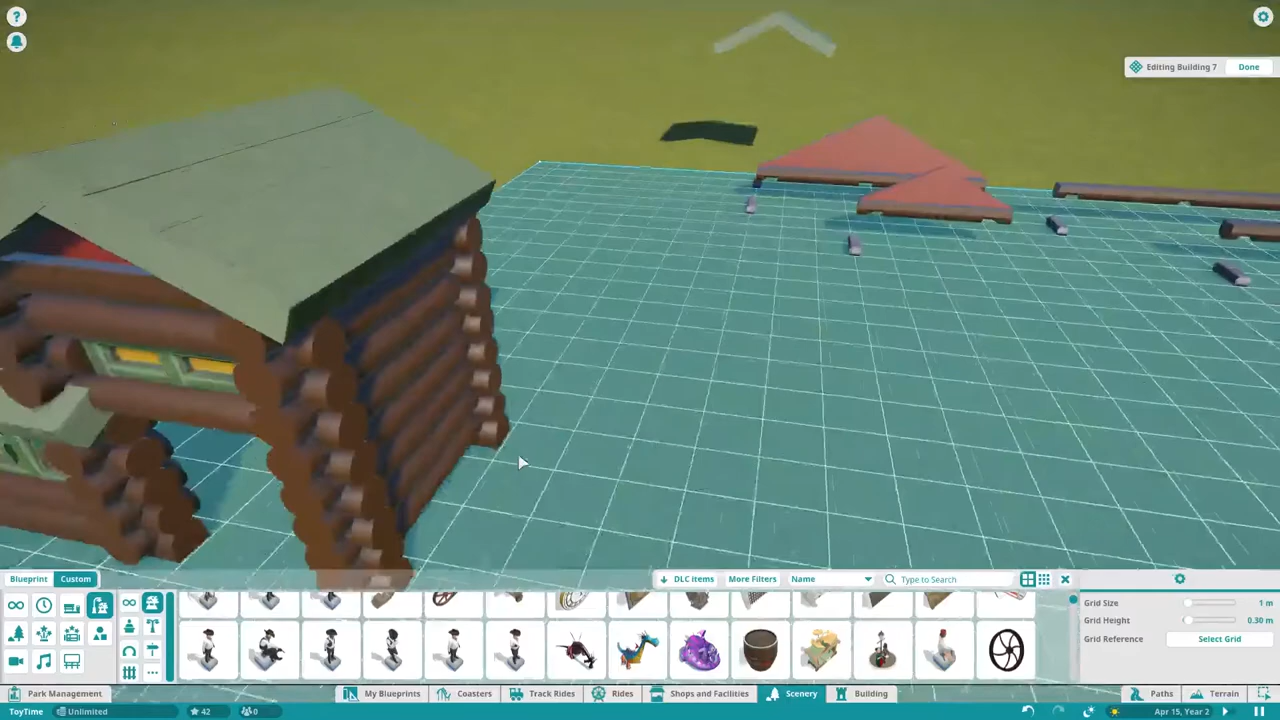 ?
Editing Building 7 Done
Blueprint Custom
DLC Items More Filters Name Type to Search
Grid Size 1 m
Grid Height 0.30 m
Grid Reference Select Grid
Park Management My Blueprints Coasters Track Rides Rides Shops and Facilities Scenery Building Paths Terrain
ToyTime Unlimited 42 0 Apr 15, Year 2